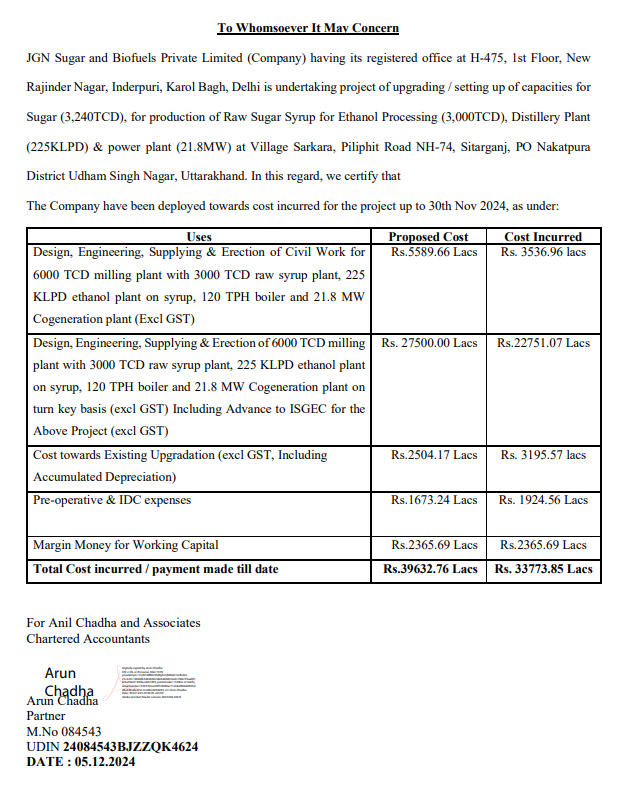 To Whomsoever It May Concern
JGN Sugar and Biofuels Private Limited (Company) having its registered office at H-475, 1st Floor, New
Rajinder Nagar, Inderpuri, Karol Bagh, Delhi is undertaking project of upgrading / setting up of capacities for
Sugar (3,240TCD), for production of Raw Sugar Syrup for Ethanol Processing (3,000TCD), Distillery Plant
(225KLPD) & power plant (21.8MW) at Village Sarkara, Piliphit Road NH-74, Sitarganj, PO Nakatpura
District Udham Singh Nagar, Uttarakhand. In this regard, we certify that
The Company have been deployed towards cost incurred for the project up to 30th Nov 2024, as under:
Uses Proposed Cost Cost Incurred
Design, Engineering, Supplying & Erection of Civil Work for Rs.5589.66 Lacs Rs. 3536.96 lacs
6000 TCD milling plant with 3000 TCD raw syrup plant, 225
KLPD ethanol plant on syrup, 120 TPH boiler and 21.8 MW
Cogeneration plant (Excl GST)
Design, Engineering, Supplying & Erection of 6000 TCD milling Rs. 27500.00 Lacs Rs.22751.07 Lacs
plant with 3000 TCD raw syrup plant, 225 KLPD ethanol plant
on syrup, 120 TPH boiler and 21.8 MW Cogeneration plant on
turn key basis (excl GST) Including Advance to ISGEC for the
Above Project (excl GST)
Cost towards Existing Upgradation (excl GST, Including Rs.2504.17 Lacs Rs. 3195.57 lacs
Accumulated Depreciation)
Pre-operative & IDC expenses Rs.1673.24 Lacs Rs. 1924.56 Lacs
Margin Money for Working Capital Rs.2365.69 Lacs Rs.2365.69 Lacs
Total Cost incurred / payment made till date Rs.39632.76 Lacs Rs. 33773.85 Lacs
For Anil Chadha and Associates
Chartered Accountants
Arun
Chadha
Arun Chadha
Partner
M.No 084543
UDIN 24084543BJZZQK4624
DATE : 05.12.2024